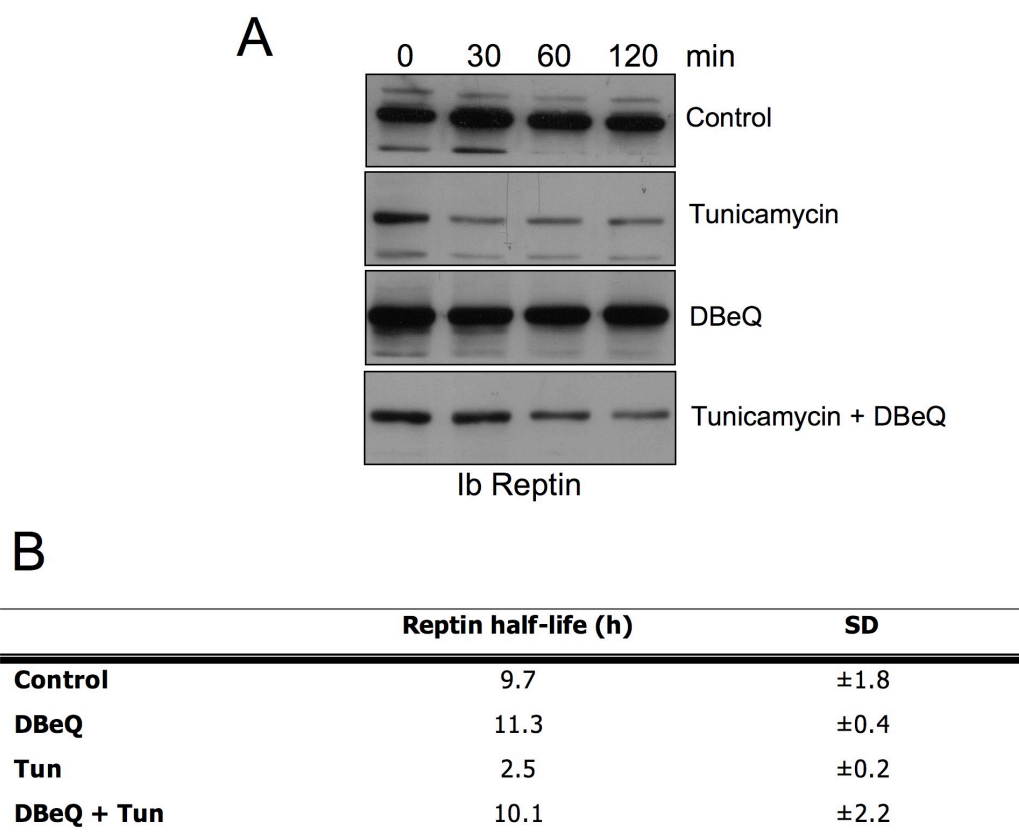 A
0 30 60 120 min
Control
Tunicamycin
DBeQ
Tunicamycin + DBeQ
Ib Reptin
B
Reptin half-life (h) SD
Control 9.7 ±1.8
DBeQ 11.3 ±0.4
Tun 2.5 ±0.2
DBeQ + Tun 10.1 ±2.2